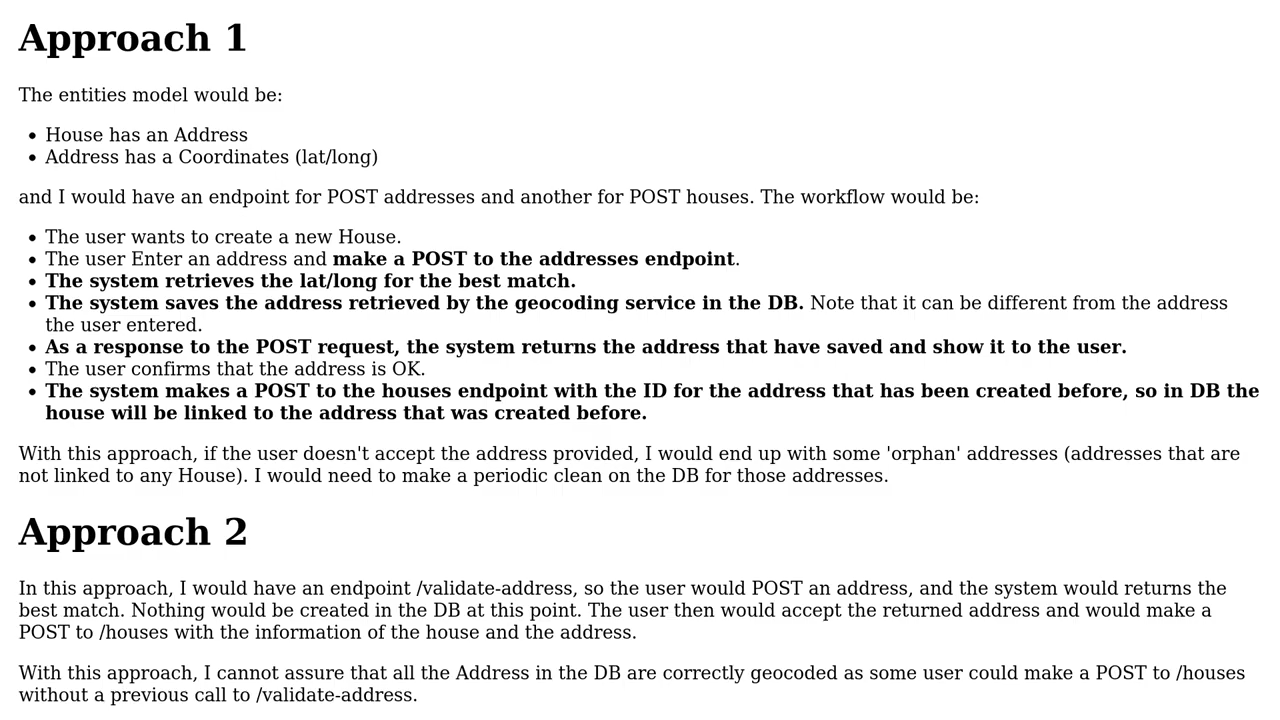 Approach 1
The entities model would be:
• House has an Address
• Address has a Coordinates (lat/long)
and I would have an endpoint for POST addresses and another for POST houses. The workflow would be:
• The user wants to create a new House.
• The user Enter an address and make a POST to the addresses endpoint.
• The system retrieves the lat/long for the best match.
• The system saves the address retrieved by the geocoding service in the DB. Note that it can be different from the address
the user entered.
• As a response to the POST request, the system returns the address that have saved and show it to the user.
• The user confirms that the address is OK.
• The system makes a POST to the houses endpoint with the ID for the address that has been created before, so in DB the
house will be linked to the address that was created before.
With this approach, if the user doesn't accept the address provided, I would end up with some 'orphan' addresses (addresses that are
not linked to any House). I would need to make a periodic clean on the DB for those addresses.
Approach 2
In this approach, I would have an endpoint /validate-address, so the user would POST an address, and the system would returns the
best match. Nothing would be created in the DB at this point. The user then would accept the returned address and would make a
POST to /houses with the information of the house and the address.
With this approach, I cannot assure that all the Address in the DB are correctly geocoded as some user could make a POST to /houses
without a previous call to /validate-address.